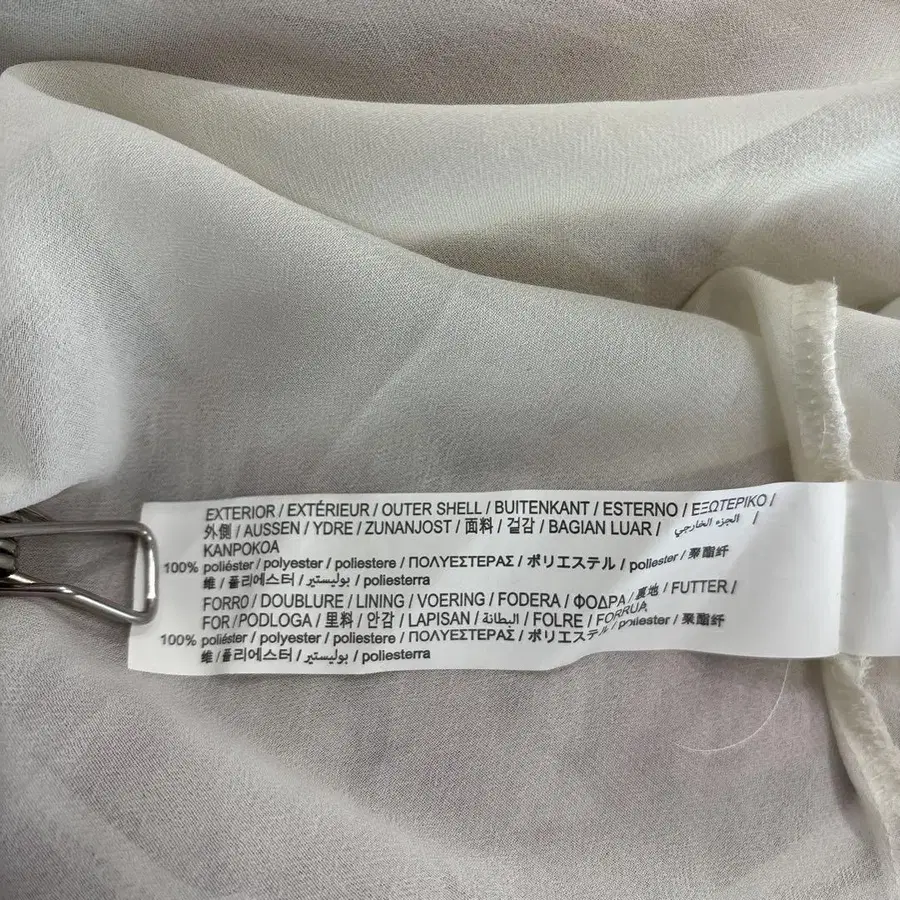 EXTERIOR / EXTÉRIEUR / OUTER SHELL / BUITENKANT / ESTERNO / ΕΞΩΤΕΡΙΚΟ /
外側 / AUSSEN / YDRE / ZUNANJOST / 面料 / 겉감 / BAGIAN LUAR / الجزء الخارجي /
KANPOKOA
100% poliéster / polyester / poliestere / ΠΟΛΥΕΣΤΕΡΑΣ / ポリエステル / poliester / 聚酯纤
维 / 폴리에스터 / بوليستير / poliesterra
FORRO / DOUBLURE / LINING / VOERING / FODERA / ΦΟΔΡΑ / 裏地 / FUTTER /
FOR / PODLOGA / 里料 / 안감 / LAPISAN / البطانة / FOLRE / FORRUA
100% poliéster / polyester / poliestere / ΠΟΛΥΕΣΤΕΡΑΣ / ポリエステル / poliester / 聚酯纤
维 / 폴리에스터 / بوليستير / poliesterra